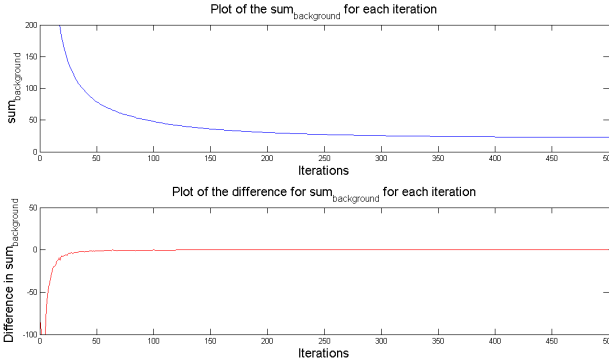 Plot of the sum_background for each iteration
200
150
100
50
0
sum_background
0 50 100 150 200 250 300 350 400 450 500
Iterations
Plot of the difference for sum_background for each iteration
50
0
-50
-100
Difference in sum_background
0 50 100 150 200 250 300 350 400 450 500
Iterations